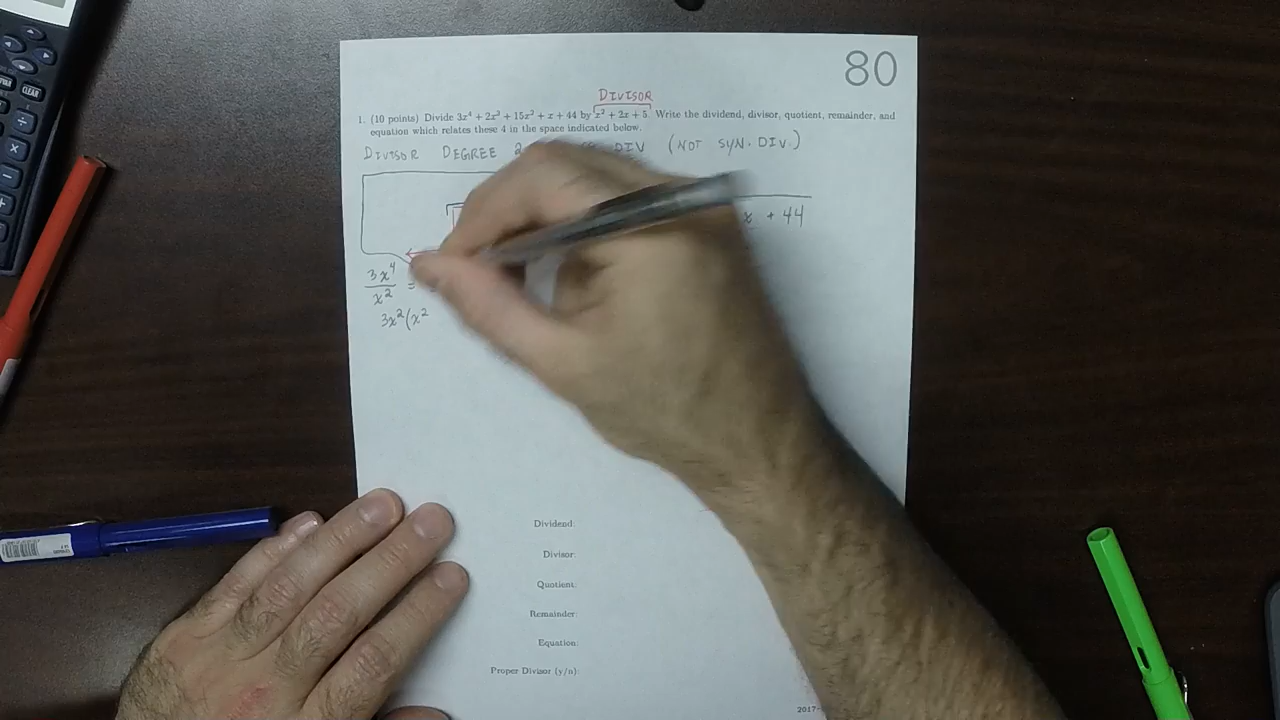 80
DIVISOR
1. (10 points) Divide 3x⁴ + 2x³ + 15x² + x + 44 by x² + 2x + 5. Write the dividend, divisor, quotient, remainder, and
equation which relates these 4 in the space indicated below.
DIVISOR DEGREE 2 DIV (NOT SYN. DIV.)
x + 44
3x⁴/x² =
3x²(x²
Dividend:
Divisor:
Quotient:
Remainder:
Equation:
Proper Divisor (y/n):
2017-
CLEAR